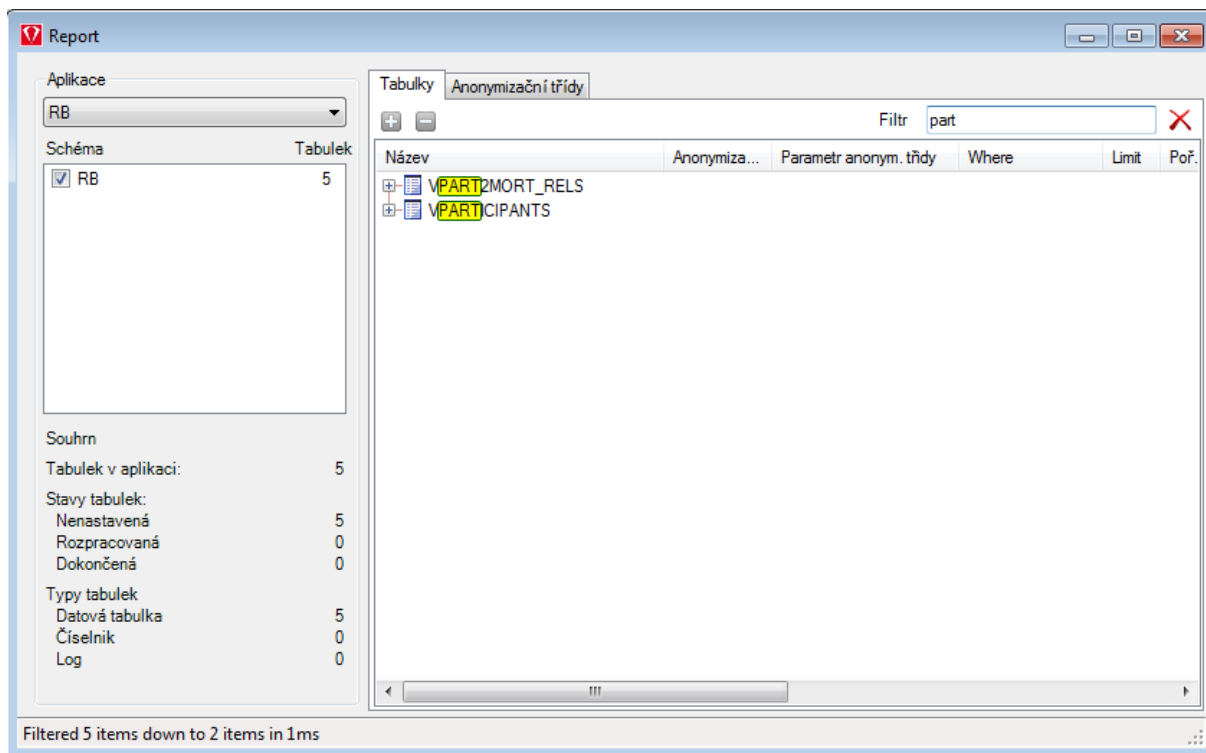 Report
Aplikace
RB
Schéma Tabulek
RB 5
Souhrn
Tabulek v aplikaci: 5
Stavy tabulek:
Nenastavená 5
Rozpracovaná 0
Dokončená 0
Typy tabulek
Datová tabulka 5
Číselnik 0
Log 0
Tabulky Anonymizační třídy
Filtr part
Název Anonymiza... Parametr anonym. třídy Where Limit Poř.
VPART2MORT_RELS
VPARTICIPANTS
Filtered 5 items down to 2 items in 1ms